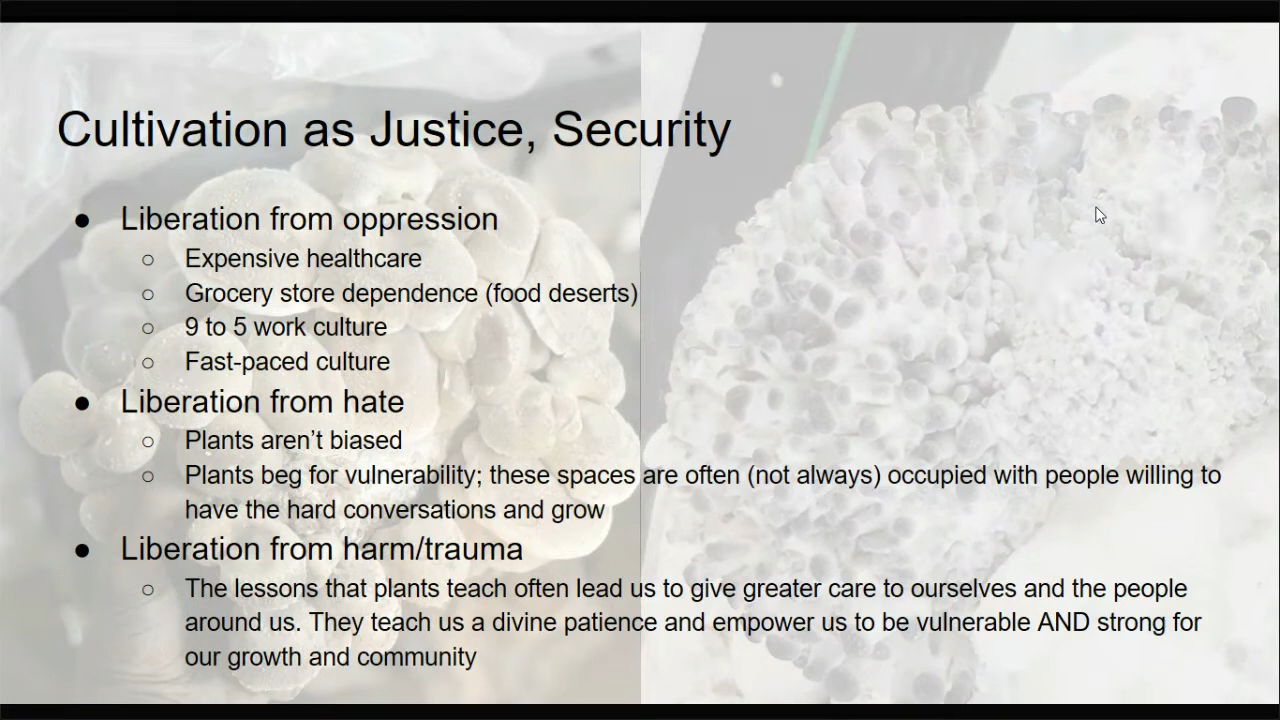 Cultivation as Justice, Security
● Liberation from oppression
○ Expensive healthcare
○ Grocery store dependence (food deserts)
○ 9 to 5 work culture
○ Fast-paced culture
● Liberation from hate
○ Plants aren’t biased
○ Plants beg for vulnerability; these spaces are often (not always) occupied with people willing to
have the hard conversations and grow
● Liberation from harm/trauma
○ The lessons that plants teach often lead us to give greater care to ourselves and the people
around us. They teach us a divine patience and empower us to be vulnerable AND strong for
our growth and community